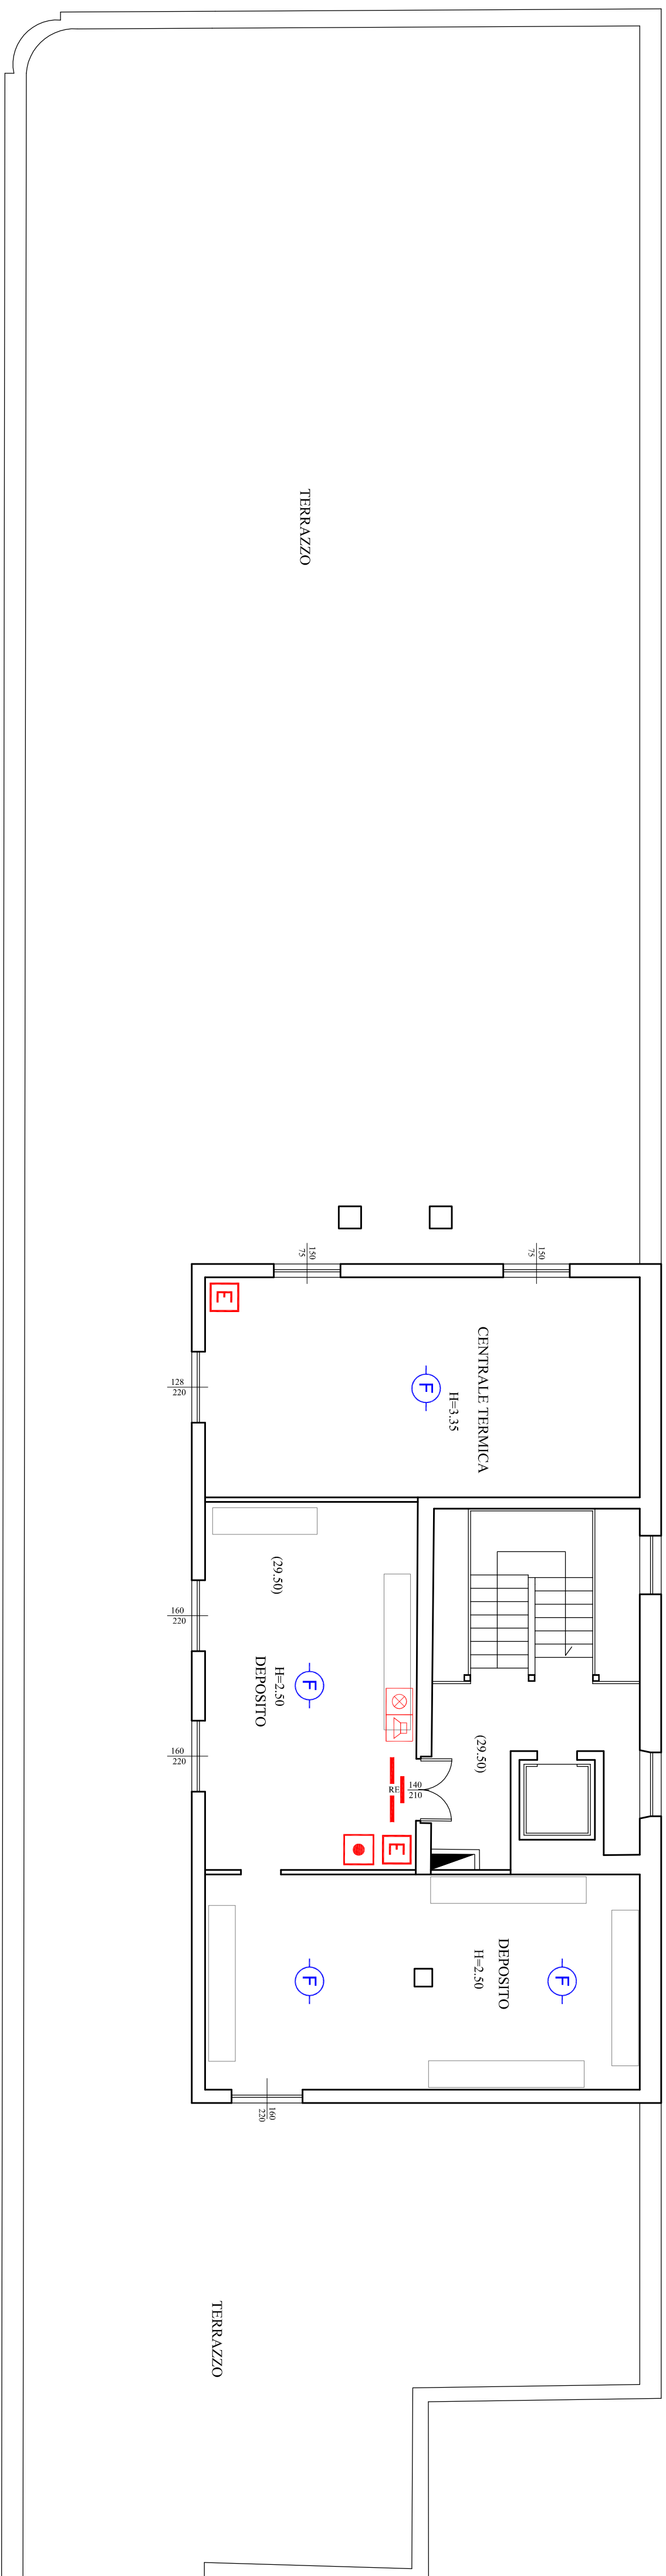 TERRAZZO
150
75
150
75
E
CENTRALE TERMICA
H=3.35
F
128
220
(29.50)
160
220
F
H=2.50
DEPOSITO
(29.50)
160
220
RE
140
210
E
DEPOSITO
H=2.50
F
F
160
220
TERRAZZO